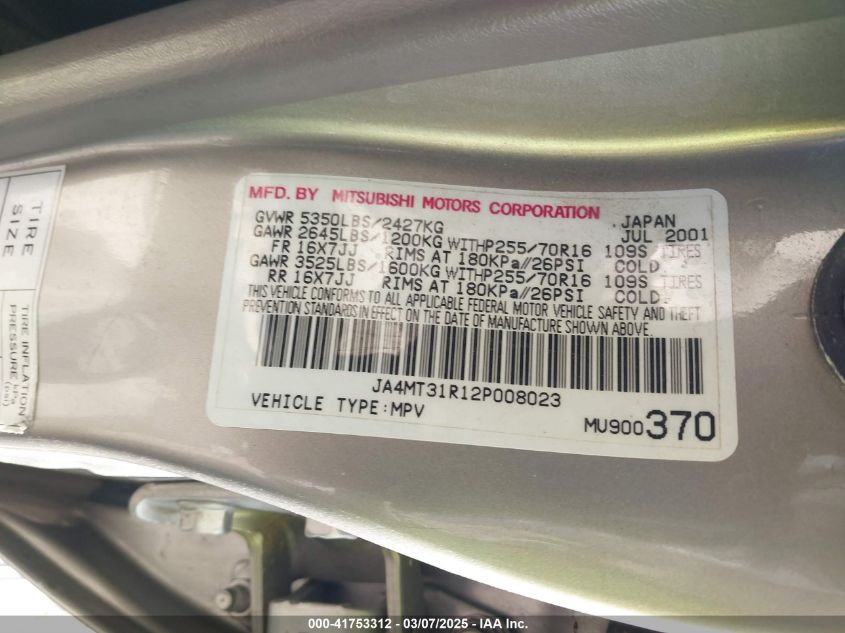 TIRE
SIZE
TIRE INFLATION
PRESSURE kPa
(psi)
MFD. BY MITSUBISHI MOTORS CORPORATION
GVWR 5350LBS/2427KG JAPAN
GAWR 2645LBS/1200KG WITHP255/70R16 JUL 2001
FR 16X7JJ RIMS AT 180KPa//26PSI 109S TIRES
GAWR 3525LBS/1600KG WITHP255/70R16 COLD.
RR 16X7JJ RIMS AT 180KPa//26PSI 109S TIRES
COLD.
THIS VEHICLE CONFORMS TO ALL APPLICABLE FEDERAL MOTOR VEHICLE SAFETY AND THEFT
PREVENTION STANDARDS IN EFFECT ON THE DATE OF MANUFACTURE SHOWN ABOVE.
JA4MT31R12P008023
VEHICLE TYPE:MPV
MU900370
000-41753312 / 03/07/2025 - IAA Inc.